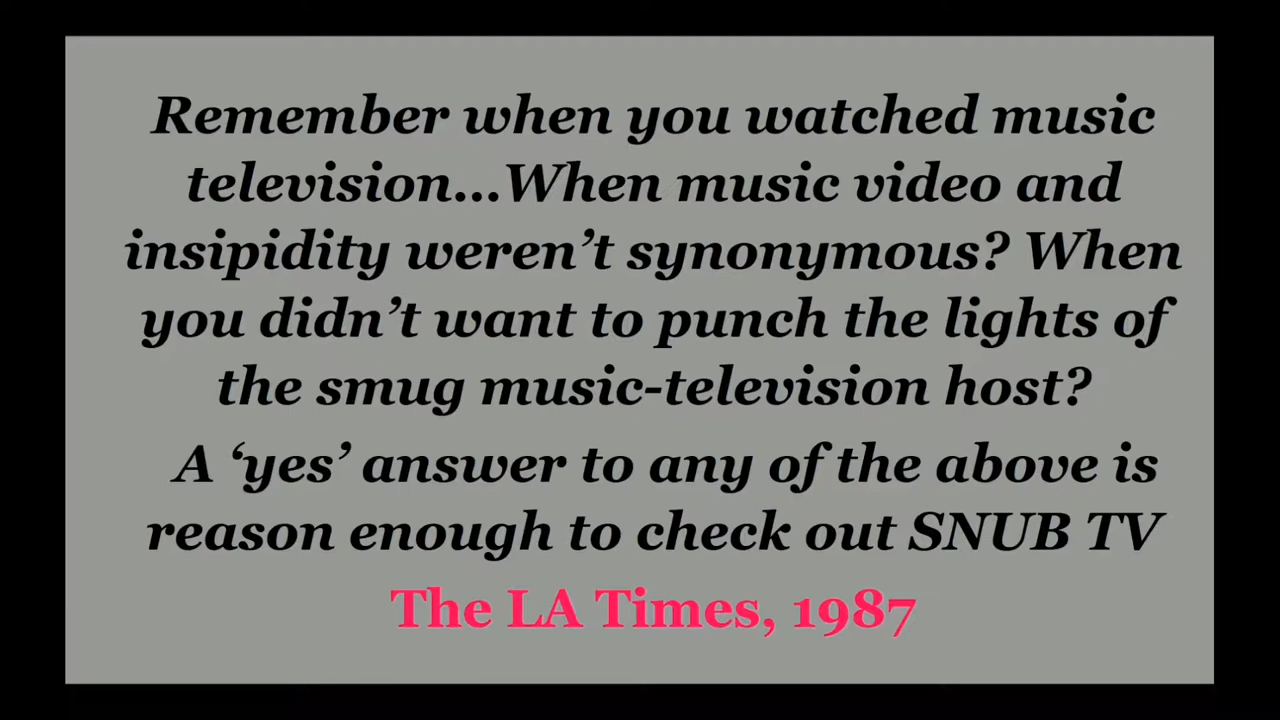 Remember when you watched music
television...When music video and
insipidity weren’t synonymous? When
you didn’t want to punch the lights of
the smug music-television host?
A ‘yes’ answer to any of the above is
reason enough to check out SNUB TV
The LA Times, 1987